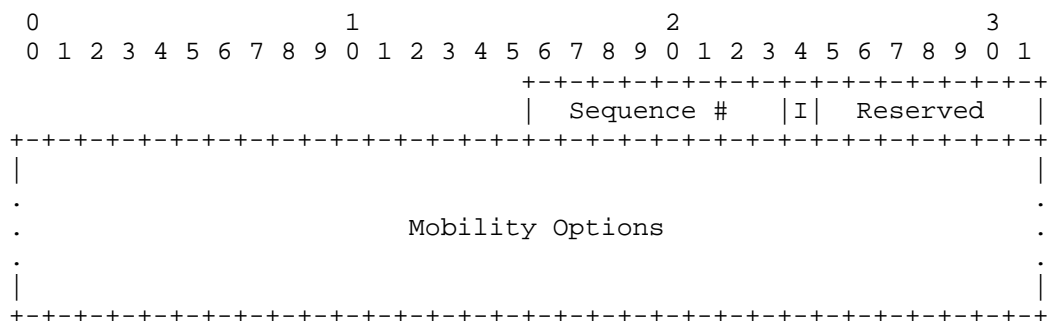 0                   1                   2                   3
 0 1 2 3 4 5 6 7 8 9 0 1 2 3 4 5 6 7 8 9 0 1 2 3 4 5 6 7 8 9 0 1
                                +-+-+-+-+-+-+-+-+-+-+-+-+-+-+-+-+
                                |  Sequence #   |I|  Reserved   |
+-+-+-+-+-+-+-+-+-+-+-+-+-+-+-+-+-+-+-+-+-+-+-+-+-+-+-+-+-+-+-+-+
|                                                               |
.                                                               .
.                        Mobility Options                       .
.                                                               .
|                                                               |
+-+-+-+-+-+-+-+-+-+-+-+-+-+-+-+-+-+-+-+-+-+-+-+-+-+-+-+-+-+-+-+-+